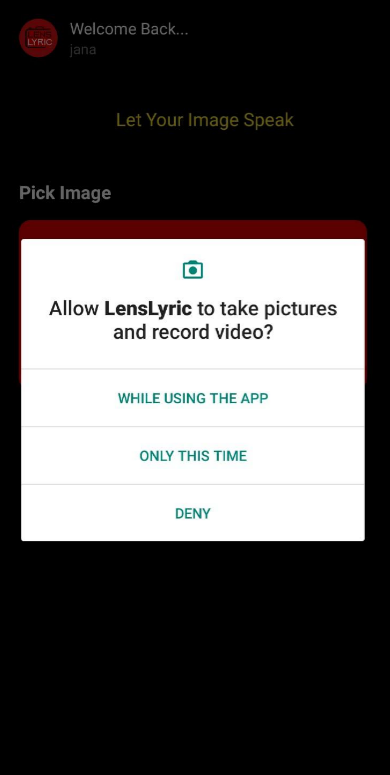 LYRIC
Welcome Back...
jana
Let Your Image Speak
Pick Image
Allow LensLyric to take pictures
and record video?
WHILE USING THE APP
ONLY THIS TIME
DENY